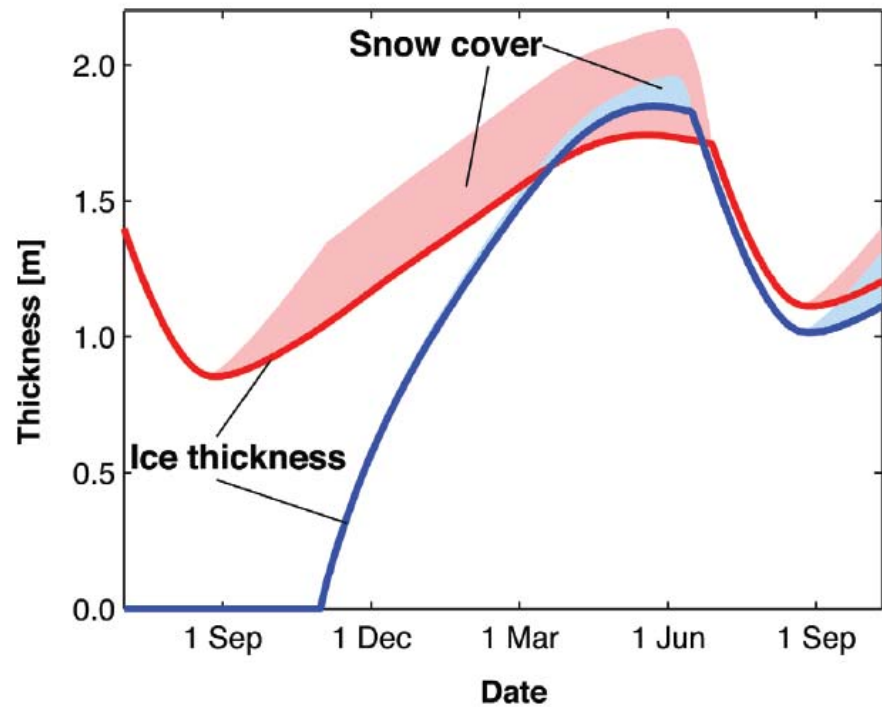 Snow cover
Ice thickness
Thickness [m]
2.0
1.5
1.0
0.5
0.0
1 Sep
1 Dec
1 Mar
1 Jun
1 Sep
Date